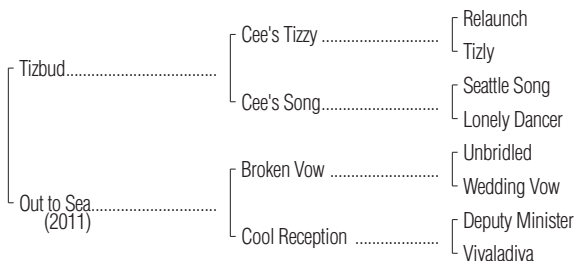 Relaunch
Cee's Tizzy ..............................
Tizly
Tizbud.......................................
Seattle Song
Cee's Song...............................
Lonely Dancer
Unbridled
Broken Vow ............................
Wedding Vow
Out to Sea................................
(2011)
Deputy Minister
Cool Reception .....................
Vivaladiva